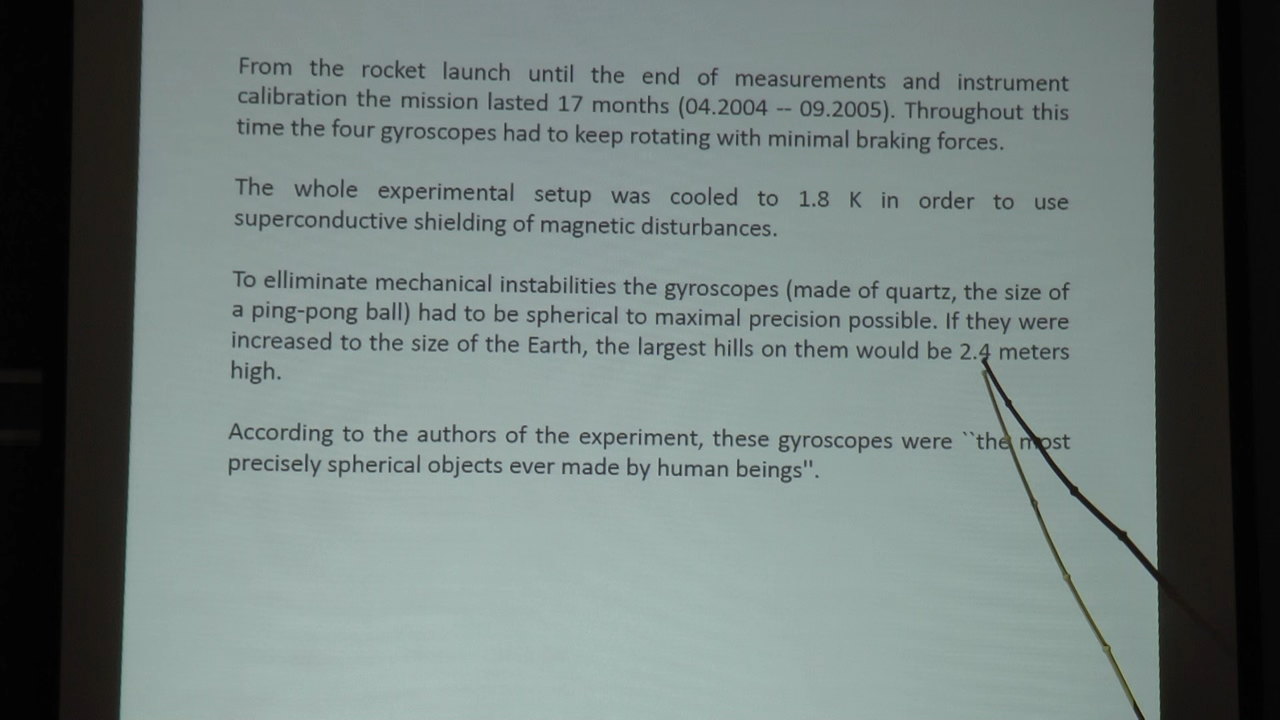 From the rocket launch until the end of measurements and instrument
calibration the mission lasted 17 months (04.2004 -- 09.2005). Throughout this
time the four gyroscopes had to keep rotating with minimal braking forces.
The whole experimental setup was cooled to 1.8 K in order to use
superconductive shielding of magnetic disturbances.
To elliminate mechanical instabilities the gyroscopes (made of quartz, the size of
a ping-pong ball) had to be spherical to maximal precision possible. If they were
increased to the size of the Earth, the largest hills on them would be 2.4 meters
high.
According to the authors of the experiment, these gyroscopes were ``the most
precisely spherical objects ever made by human beings".